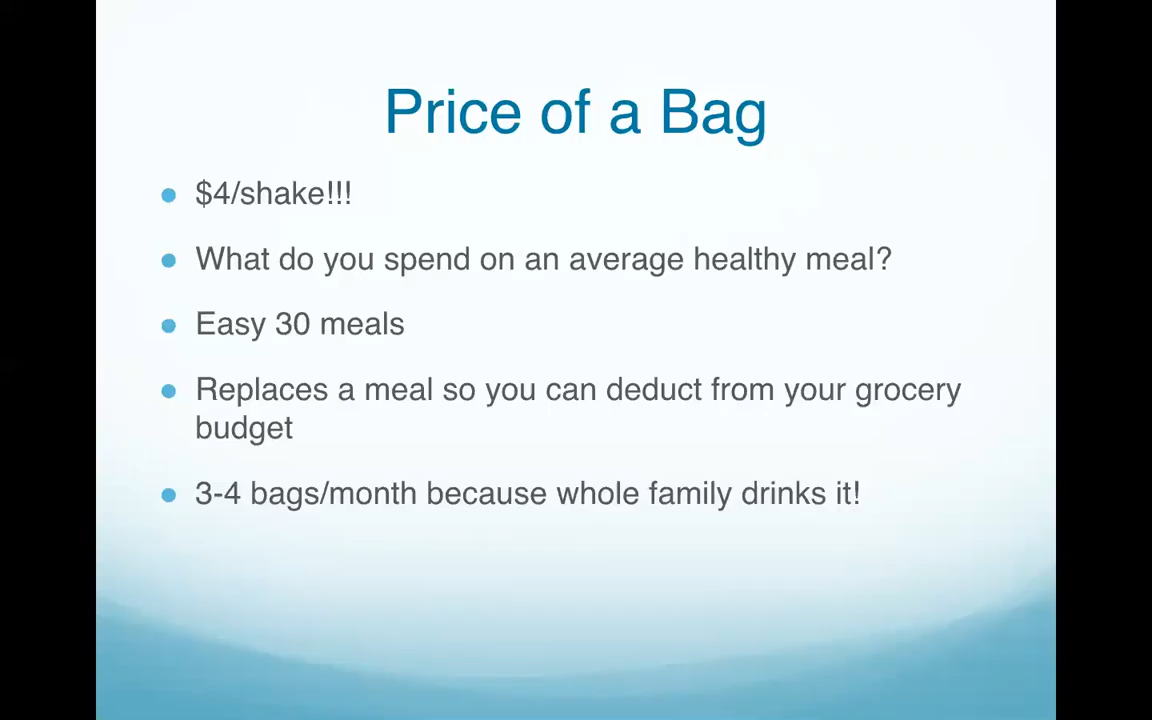 Price of a Bag
• $4/shake!!!
• What do you spend on an average healthy meal?
• Easy 30 meals
• Replaces a meal so you can deduct from your grocery
budget
• 3-4 bags/month because whole family drinks it!